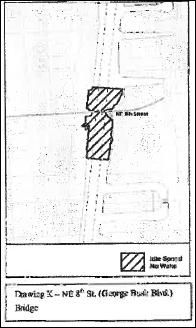 NE 8th Street
Idle Speed
No Wake
Drawing X – NE 8th St. (George Bush Blvd.)
Bridge